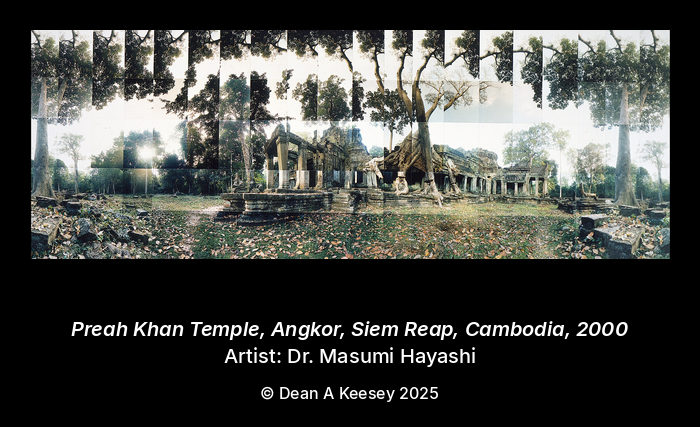 Preah Khan Temple, Angkor, Siem Reap, Cambodia, 2000
Artist: Dr. Masumi Hayashi
© Dean A Keesey 2025